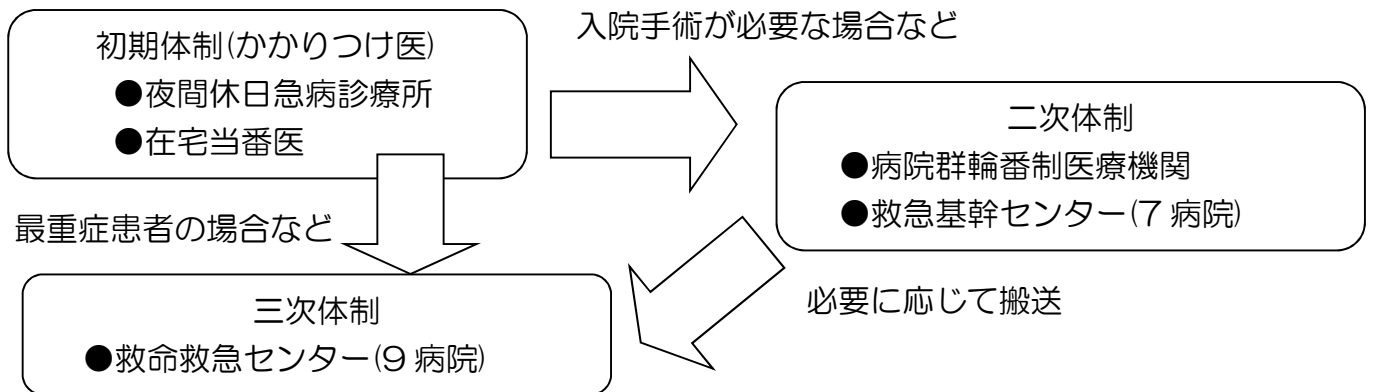 初期体制(かかりつけ医)
●夜間休日急病診療所
●在宅当番医
入院手術が必要な場合など
二次体制
●病院群輪番制医療機関
●救急基幹センター(7 病院)
最重症患者の場合など
必要に応じて搬送
三次体制
●救命救急センター(9 病院)